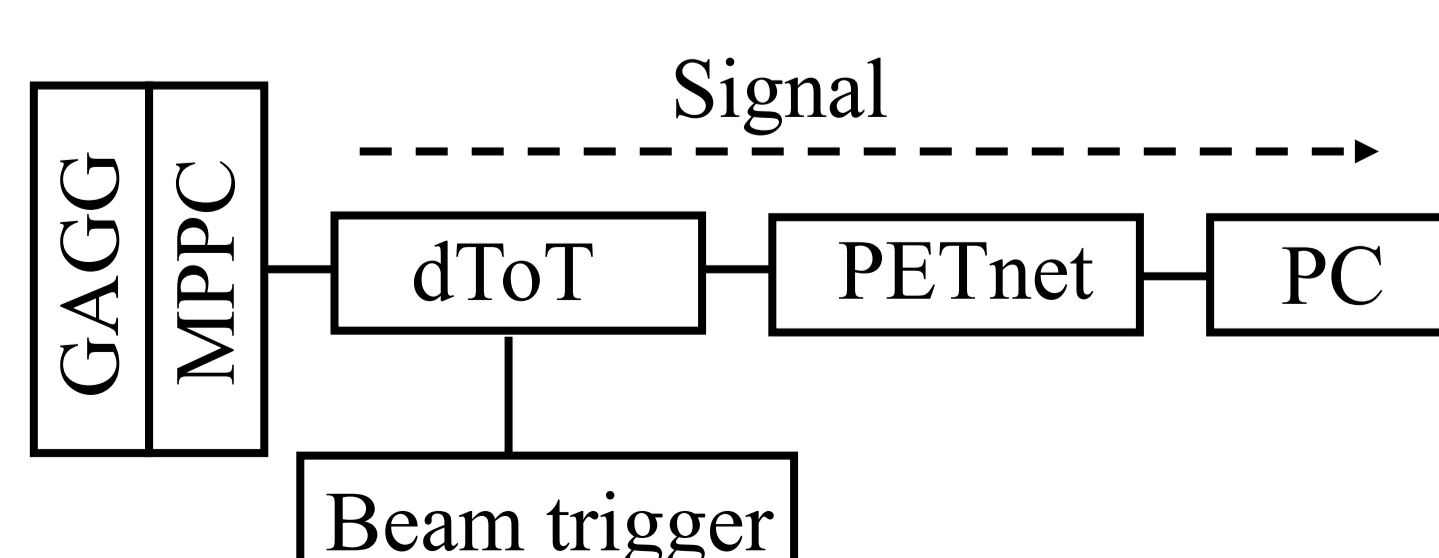 Signal
GAGG
MPPC
dToT
PETnet
PC
Beam trigger